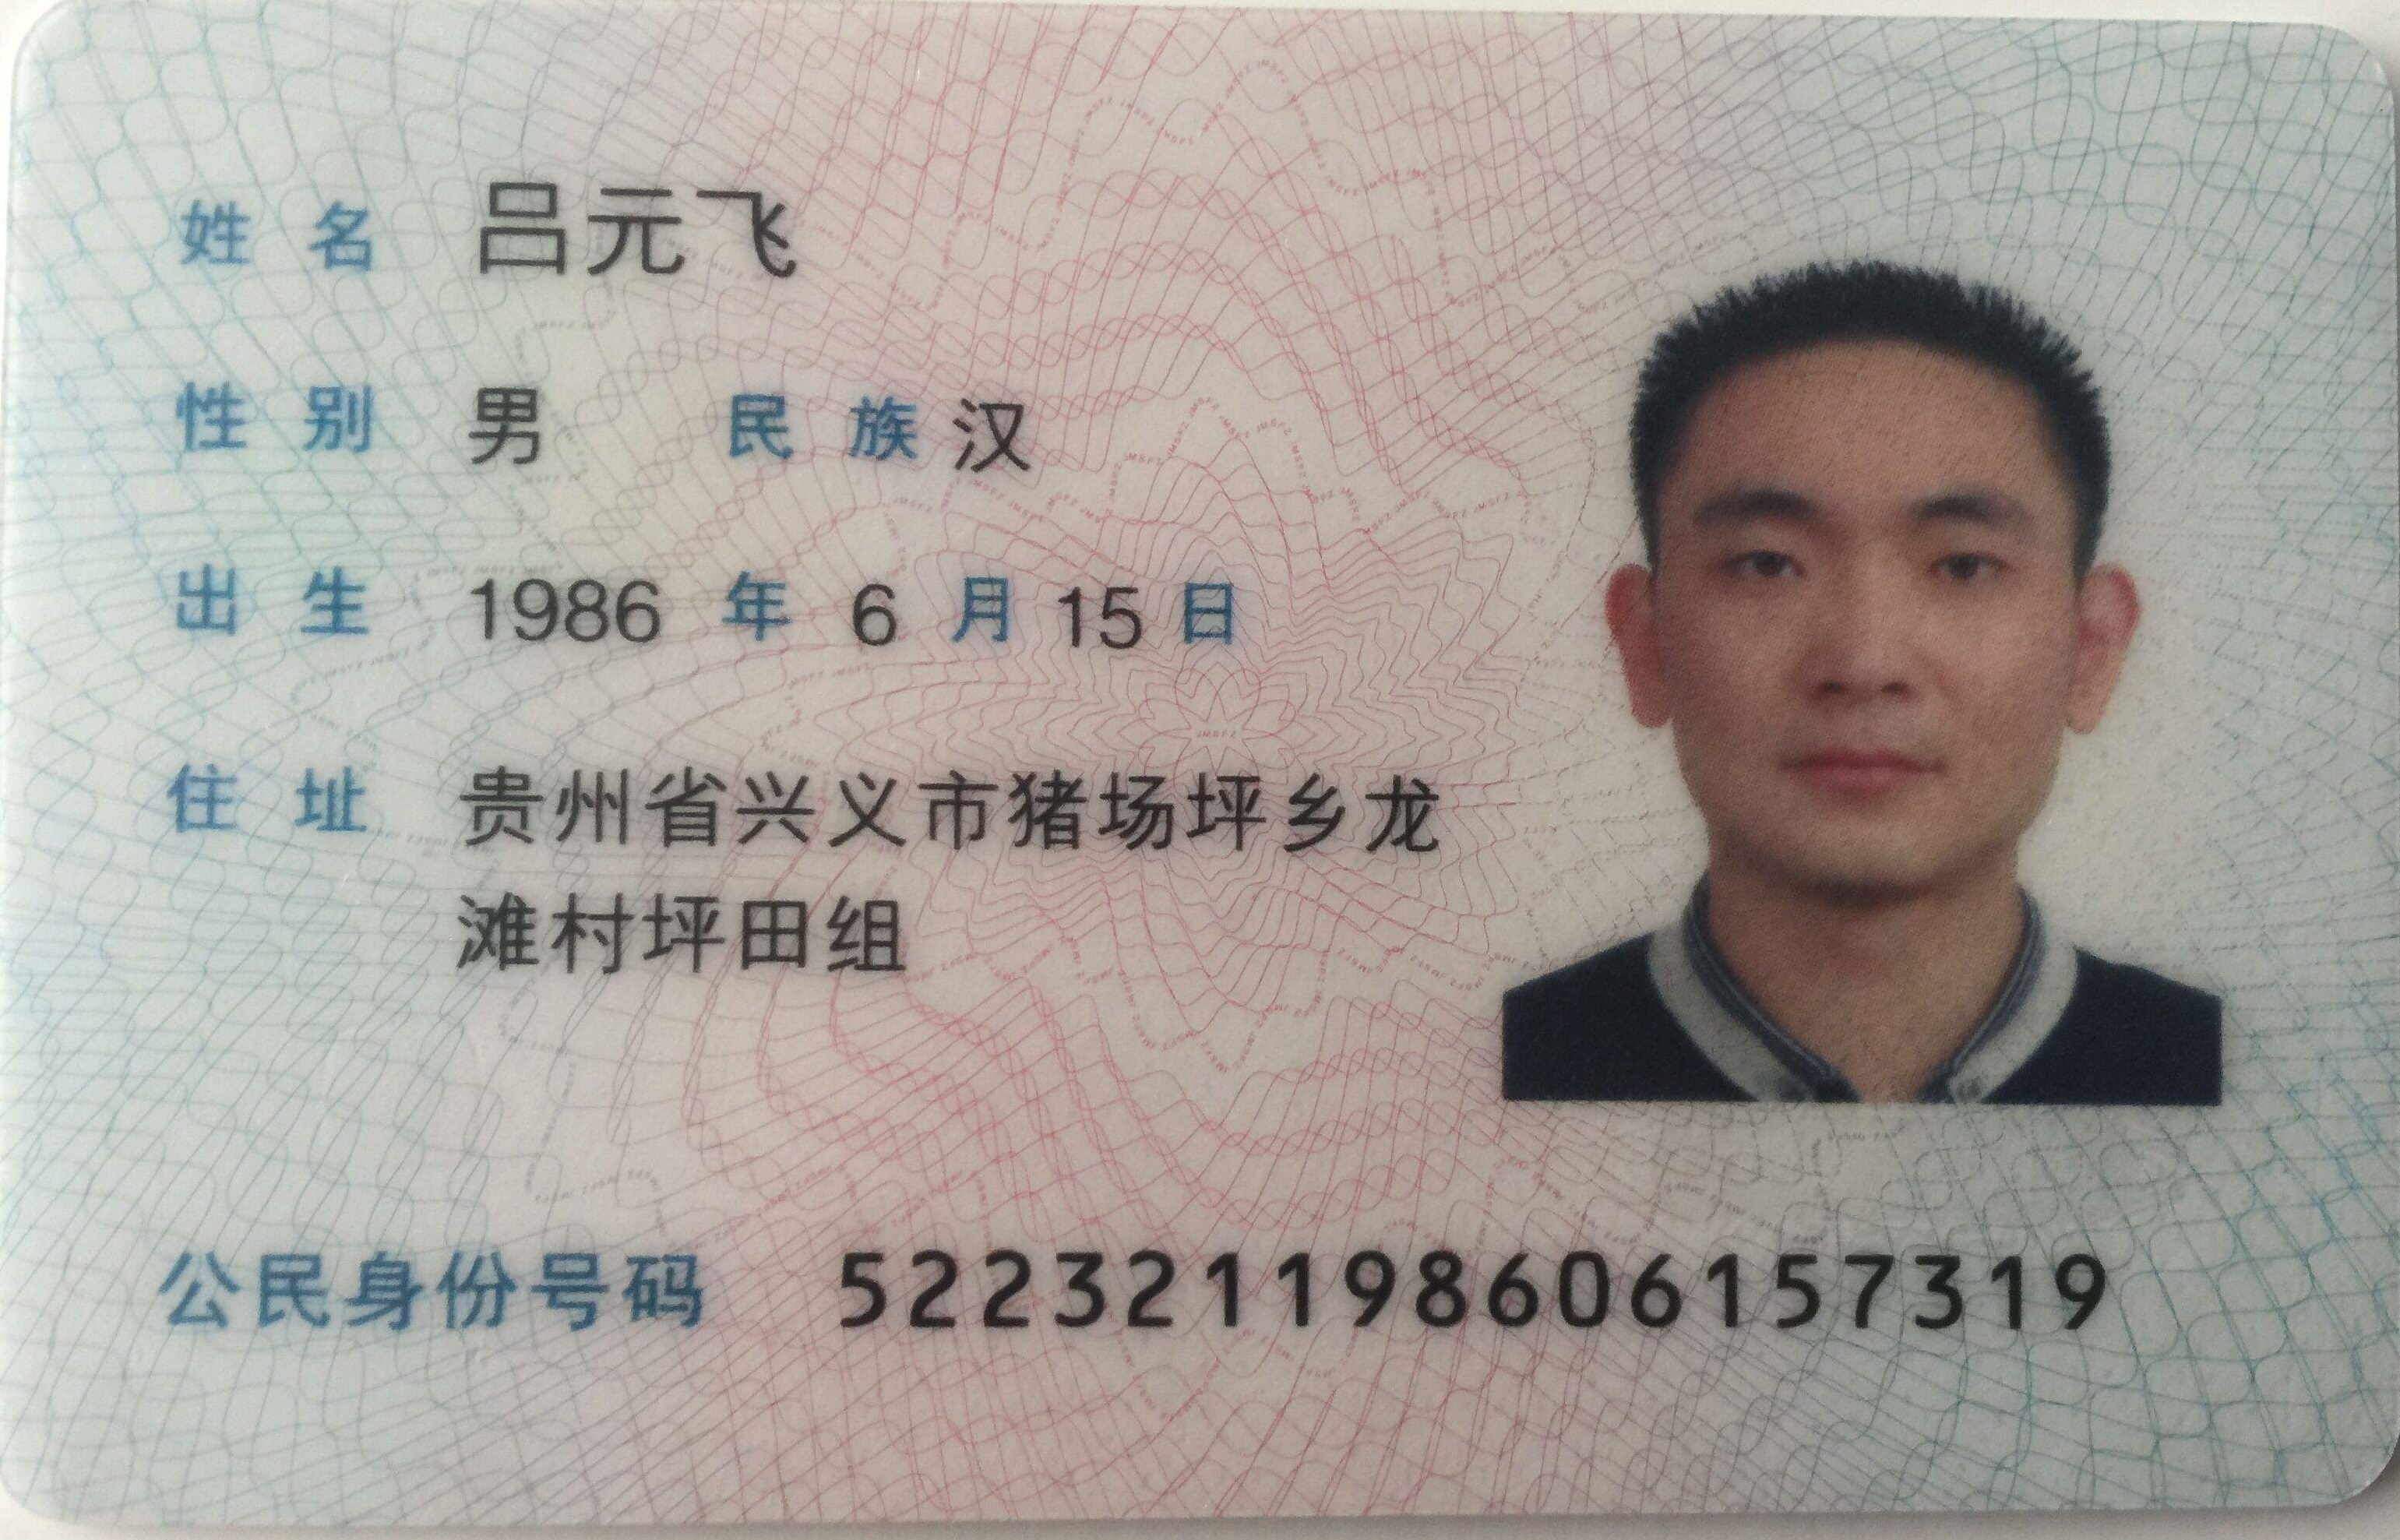 姓名 吕元飞
性别 男 民族 汉
出生 1986 年 6 月 15 日
住址 贵州省兴义市猪场坪乡龙
滩村坪田组
公民身份号码 522321198606157319